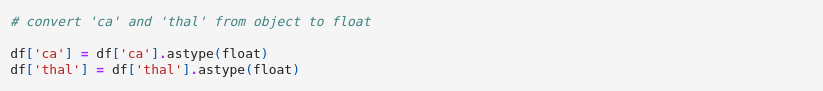 # convert 'ca' and 'thal' from object to float
df['ca'] = df['ca'].astype(float)
df['thal'] = df['thal'].astype(float)